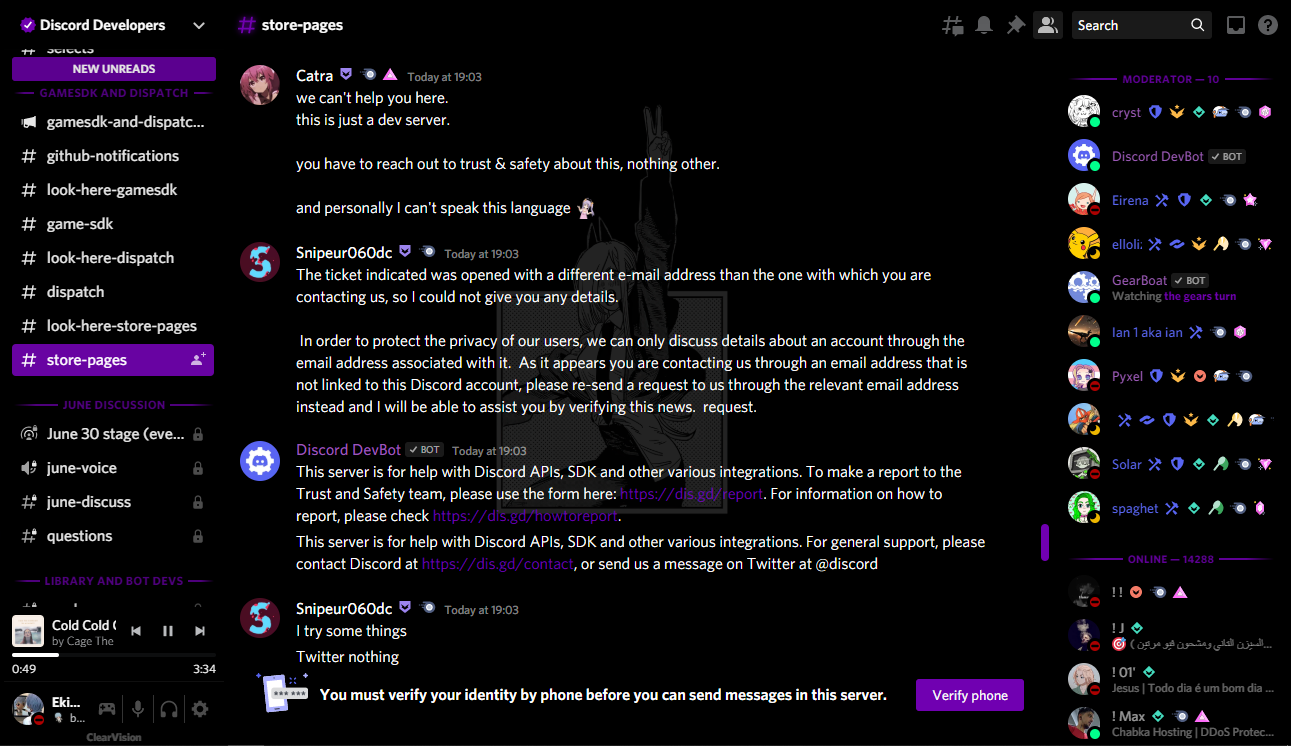 Discord Developers
selects
NEW UNREADS
GAMESDK AND DISPATCH
gamesdk-and-dispatc...
github-notifications
look-here-gamesdk
game-sdk
look-here-dispatch
dispatch
look-here-store-pages
store-pages
JUNE DISCUSSION
June 30 stage (eve...
june-voice
june-discuss
questions
LIBRARY AND BOT DEVS
Cold Cold C
by Cage The
0:49
3:34
Eki...
b...
ClearVision
# store-pages
Search
Catra Today at 19:03
we can't help you here.
this is just a dev server.
you have to reach out to trust & safety about this, nothing other.
and personally I can't speak this language
Snipeur060dc Today at 19:03
The ticket indicated was opened with a different e-mail address than the one with which you are
contacting us, so I could not give you any details.
In order to protect the privacy of our users, we can only discuss details about an account through the
email address associated with it.  As it appears you are contacting us through an email address that is
not linked to this Discord account, please re-send a request to us through the relevant email address
instead and I will be able to assist you by verifying this news.  request.
Discord DevBot ✓ BOT Today at 19:03
This server is for help with Discord APIs, SDK and other various integrations. To make a report to the
Trust and Safety team, please use the form here: https://dis.gd/report. For information on how to
report, please check https://dis.gd/howtoreport.
This server is for help with Discord APIs, SDK and other various integrations. For general support, please
contact Discord at https://dis.gd/contact, or send us a message on Twitter at @discord
Snipeur060dc Today at 19:03
I try some things
Twitter nothing
You must verify your identity by phone before you can send messages in this server.
Verify phone
MODERATOR — 10
cryst
Discord DevBot ✓ BOT
Eirena
elloli
GearBoat ✓ BOT
Watching the gears turn
Ian 1 aka ian
Pyxel
Solar
spaghet
ONLINE — 14288
! !
! J
السيزن التاني ومشحون فيو مرتين )...
! 01'
Jesus | Todo dia é um bom dia ...
! Max
Chabka Hosting | DDoS Protec...